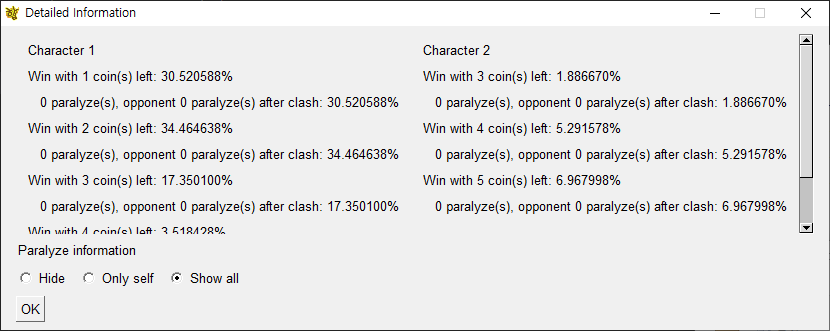 Detailed Information
Character 1
Win with 1 coin(s) left: 30.520588%
0 paralyze(s), opponent 0 paralyze(s) after clash: 30.520588%
Win with 2 coin(s) left: 34.464638%
0 paralyze(s), opponent 0 paralyze(s) after clash: 34.464638%
Win with 3 coin(s) left: 17.350100%
0 paralyze(s), opponent 0 paralyze(s) after clash: 17.350100%
Win with 4 coin(s) left: 3.518428%
Character 2
Win with 3 coin(s) left: 1.886670%
0 paralyze(s), opponent 0 paralyze(s) after clash: 1.886670%
Win with 4 coin(s) left: 5.291578%
0 paralyze(s), opponent 0 paralyze(s) after clash: 5.291578%
Win with 5 coin(s) left: 6.967998%
0 paralyze(s), opponent 0 paralyze(s) after clash: 6.967998%
Paralyze information
Hide Only self Show all
OK